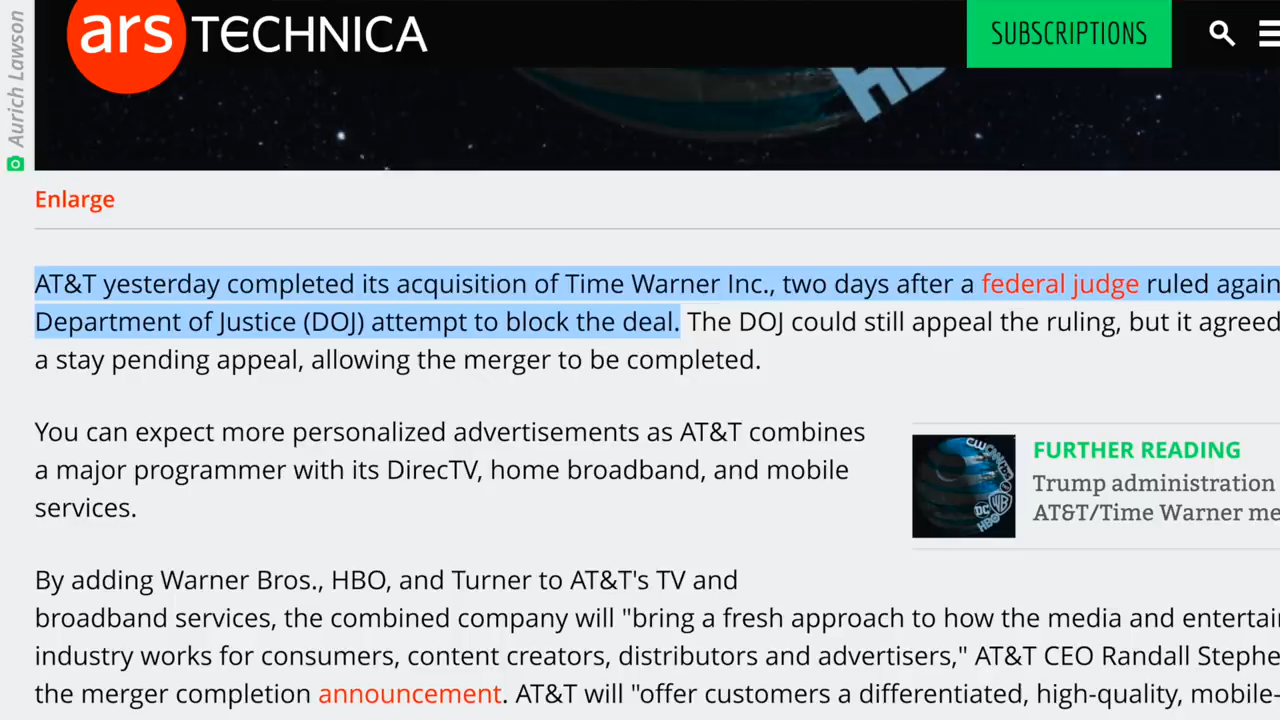 Aurich Lawson
ars TECHNICA
SUBSCRIPTIONS
HB
Enlarge
AT&T yesterday completed its acquisition of Time Warner Inc., two days after a federal judge ruled again
Department of Justice (DOJ) attempt to block the deal. The DOJ could still appeal the ruling, but it agreed
a stay pending appeal, allowing the merger to be completed.
You can expect more personalized advertisements as AT&T combines
a major programmer with its DirecTV, home broadband, and mobile
services.
FURTHER READING
Trump administration
AT&T/Time Warner me
CW
DC
WB
HBO
By adding Warner Bros., HBO, and Turner to AT&T's TV and
broadband services, the combined company will "bring a fresh approach to how the media and entertai
industry works for consumers, content creators, distributors and advertisers," AT&T CEO Randall Stephe
the merger completion announcement. AT&T will "offer customers a differentiated, high-quality, mobile-